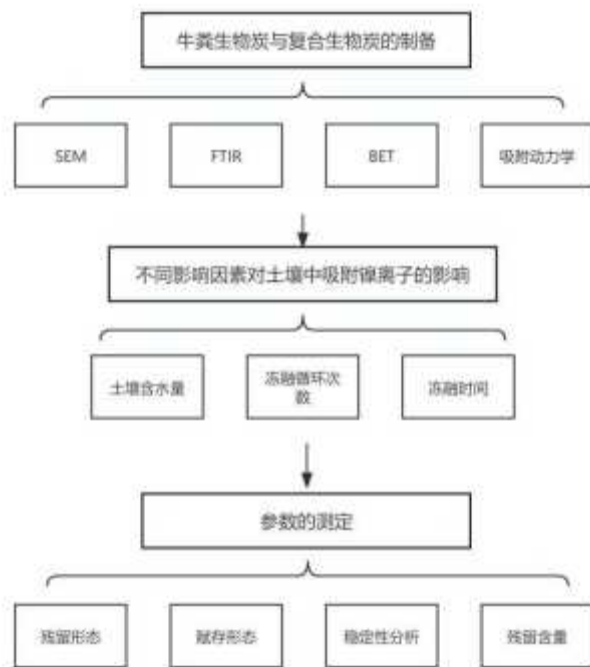 牛粪生物炭与复合生物炭的制备
SEM
FTIR
BET
吸附动力学
不同影响因素对土壤中吸附镍离子的影响
土壤含水量
冻融循环次
数
冻融时间
参数的测定
残留形态
赋存形态
稳定性分析
残留含量